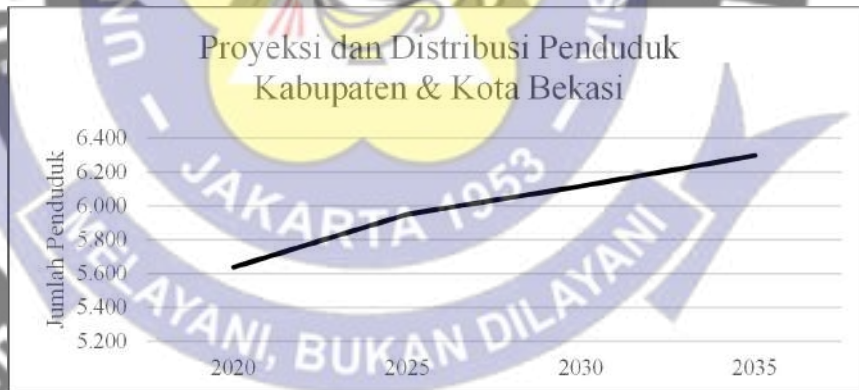 Proyeksi dan Distribusi Penduduk
Kabupaten & Kota Bekasi
Jumlah Penduduk
6.400
6.200
6.000
5.800
5.600
5.400
5.200
2020
2025
2030
2035
JAKARTA 1953
MELAYANI, BUKAN DILAYANI